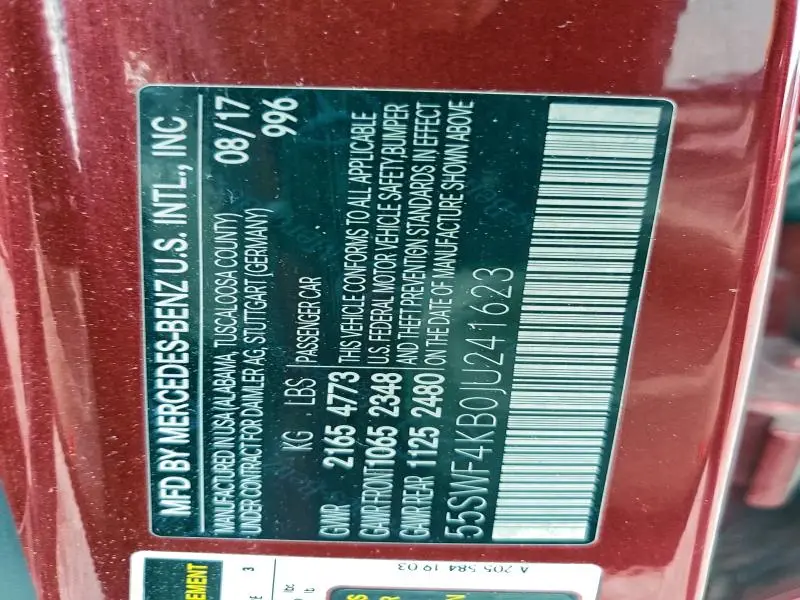 MFD BY MERCEDES-BENZ U.S. INTL., INC
MANUFACTURED IN USA (ALABAMA, TUSCALOOSA COUNTY) 08/17
UNDER CONTRACT FOR DAIMLER AG, STUTTGART (GERMANY) 996
KG LBS PASSENGER CAR
GVWR 2165 4773 THIS VEHICLE CONFORMS TO ALL APPLICABLE
GAWR FRONT 1065 2348 U.S. FEDERAL MOTOR VEHICLE SAFETY, BUMPER
GAWR REAR 1125 2480 AND THEFT PREVENTION STANDARDS IN EFFECT
ON THE DATE OF MANUFACTURE SHOWN ABOVE
55SWF4KB0JU241623
A 205 584 19 03
3